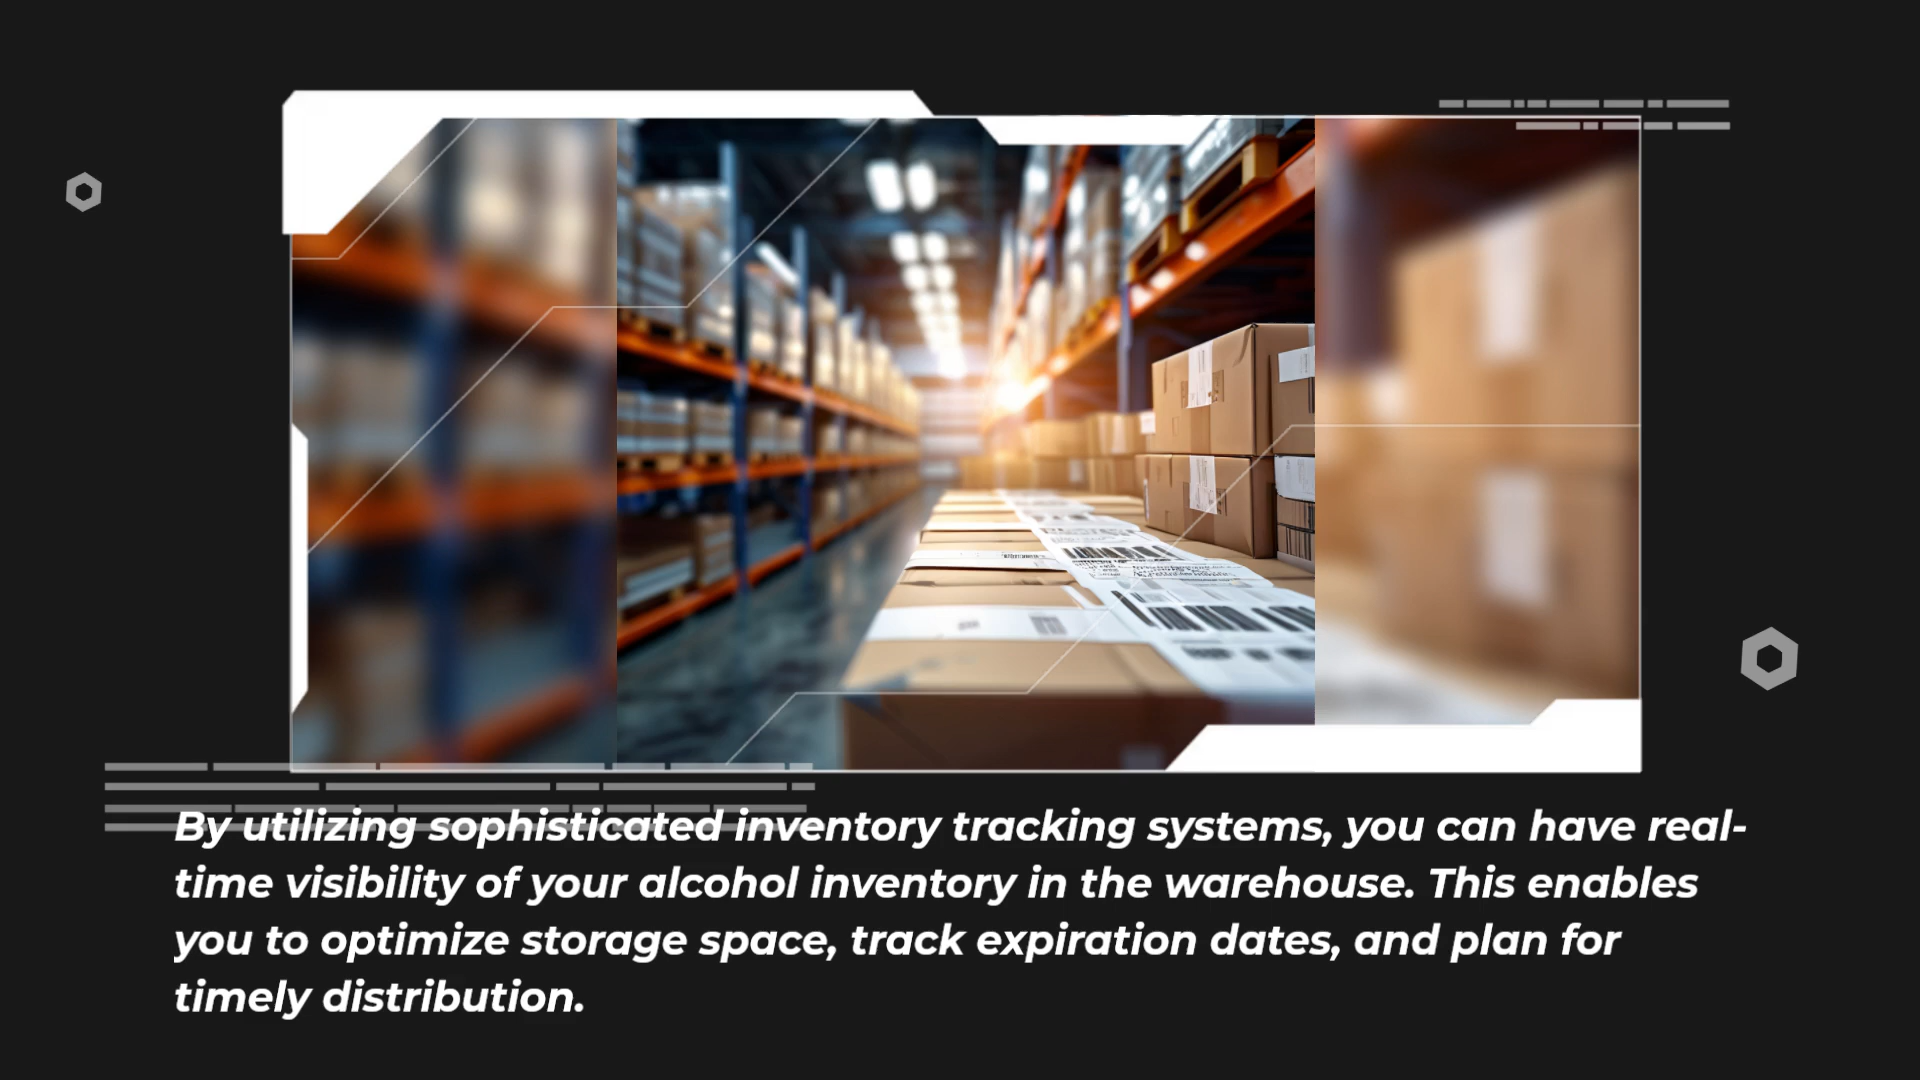 By utilizing sophisticated inventory tracking systems, you can have real-
time visibility of your alcohol inventory in the warehouse. This enables
you to optimize storage space, track expiration dates, and plan for
timely distribution.